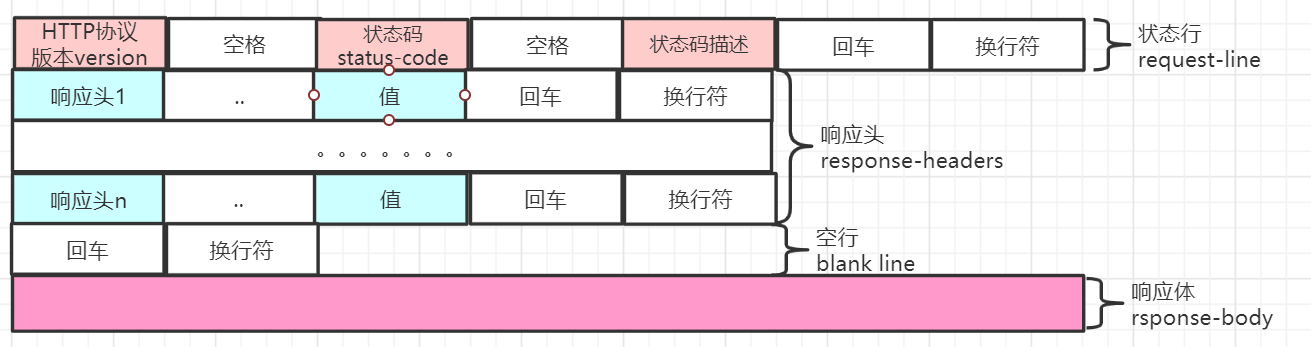 HTTP协议
版本version
空格
状态码
status-code
空格
状态码描述
回车
换行符
状态行
request-line
响应头1
..
值
回车
换行符
。。。。。。。
响应头
response-headers
响应头n
..
值
回车
换行符
回车
换行符
空行
blank line
响应体
rsponse-body